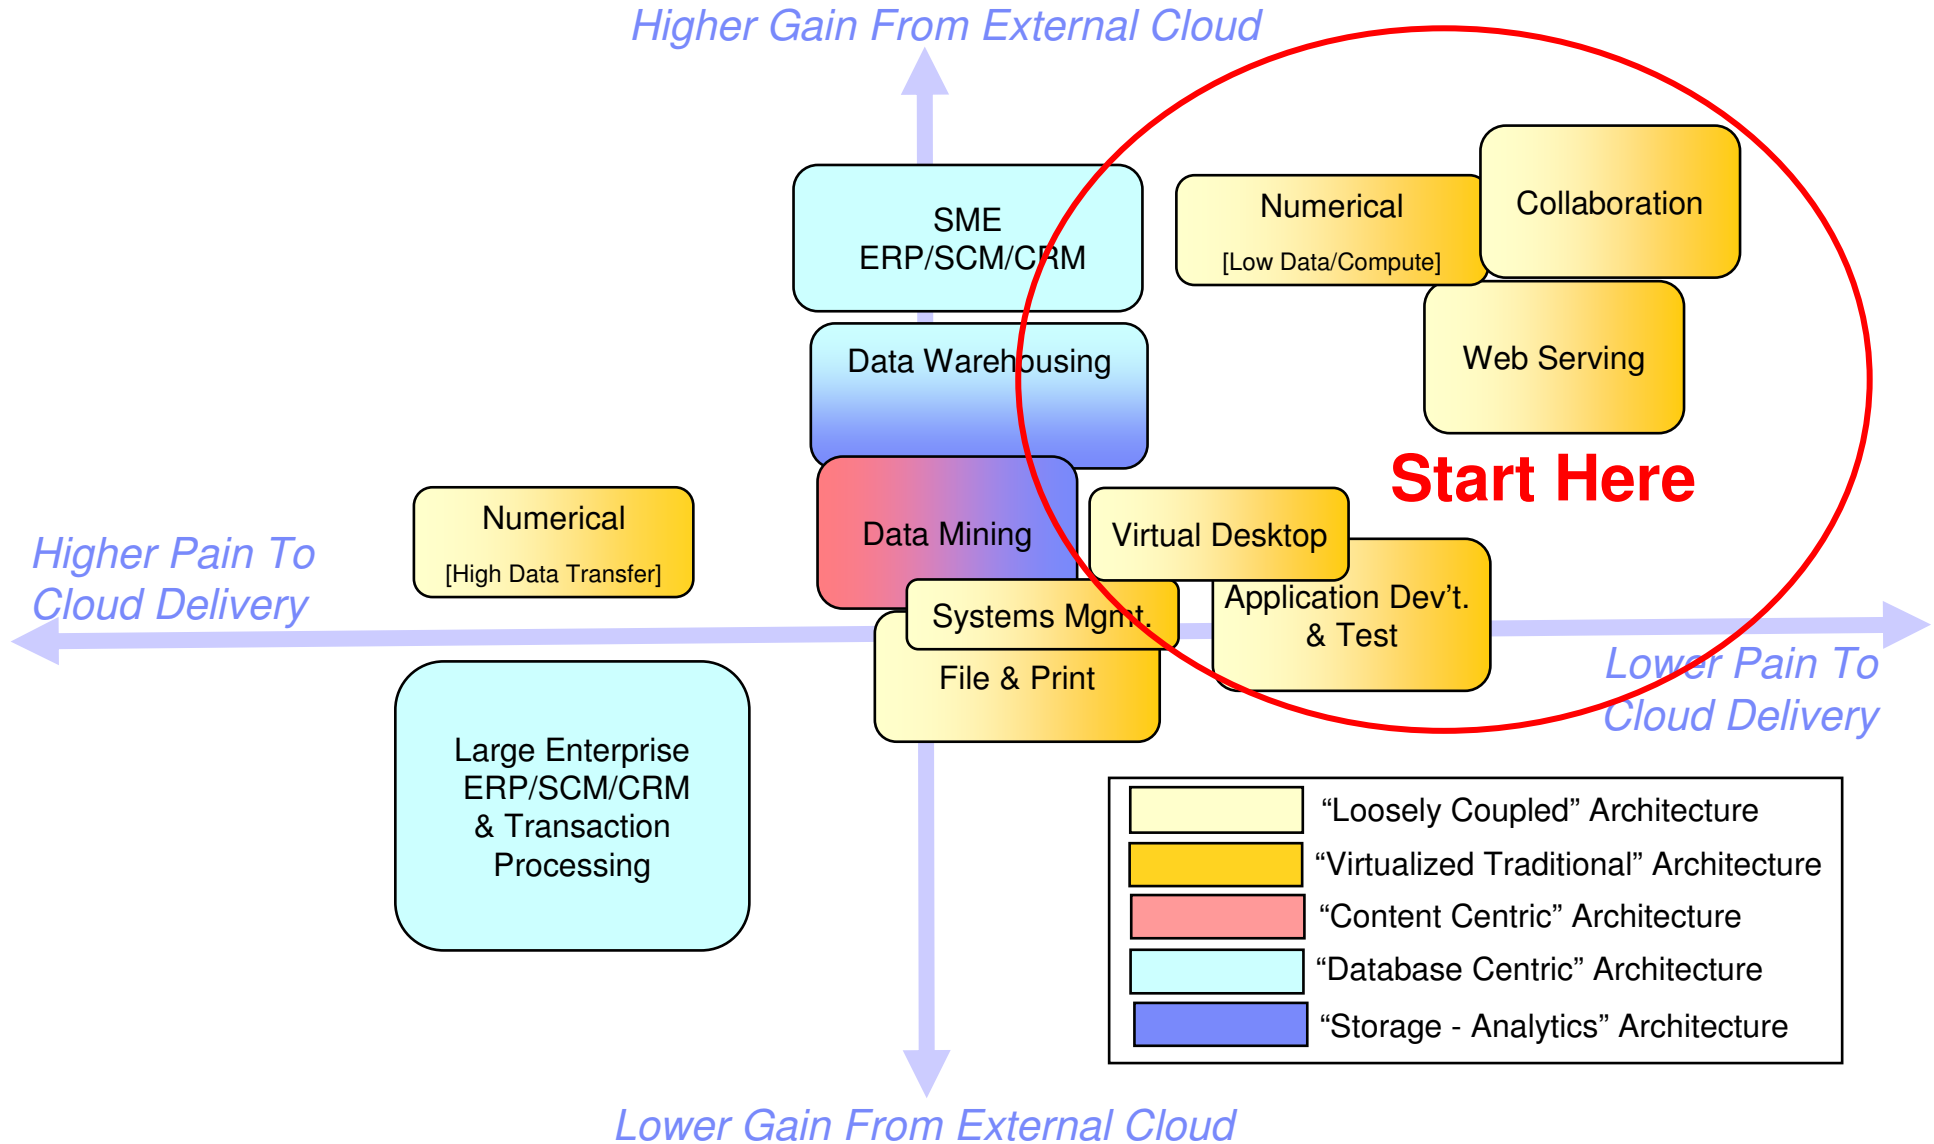 Higher Gain From External Cloud
SME
ERP/SCM/CRM
Numerical
[Low Data/Compute]
Collaboration
Data Warehousing
Web Serving
Start Here
Numerical
[High Data Transfer]
Data Mining
Virtual Desktop
Higher Pain To
Cloud Delivery
Systems Mgmt.
Application Dev’t.
& Test
File & Print
Lower Pain To
Cloud Delivery
Large Enterprise
ERP/SCM/CRM
& Transaction
Processing
“Loosely Coupled” Architecture
“Virtualized Traditional” Architecture
“Content Centric” Architecture
“Database Centric” Architecture
“Storage - Analytics” Architecture
Lower Gain From External Cloud